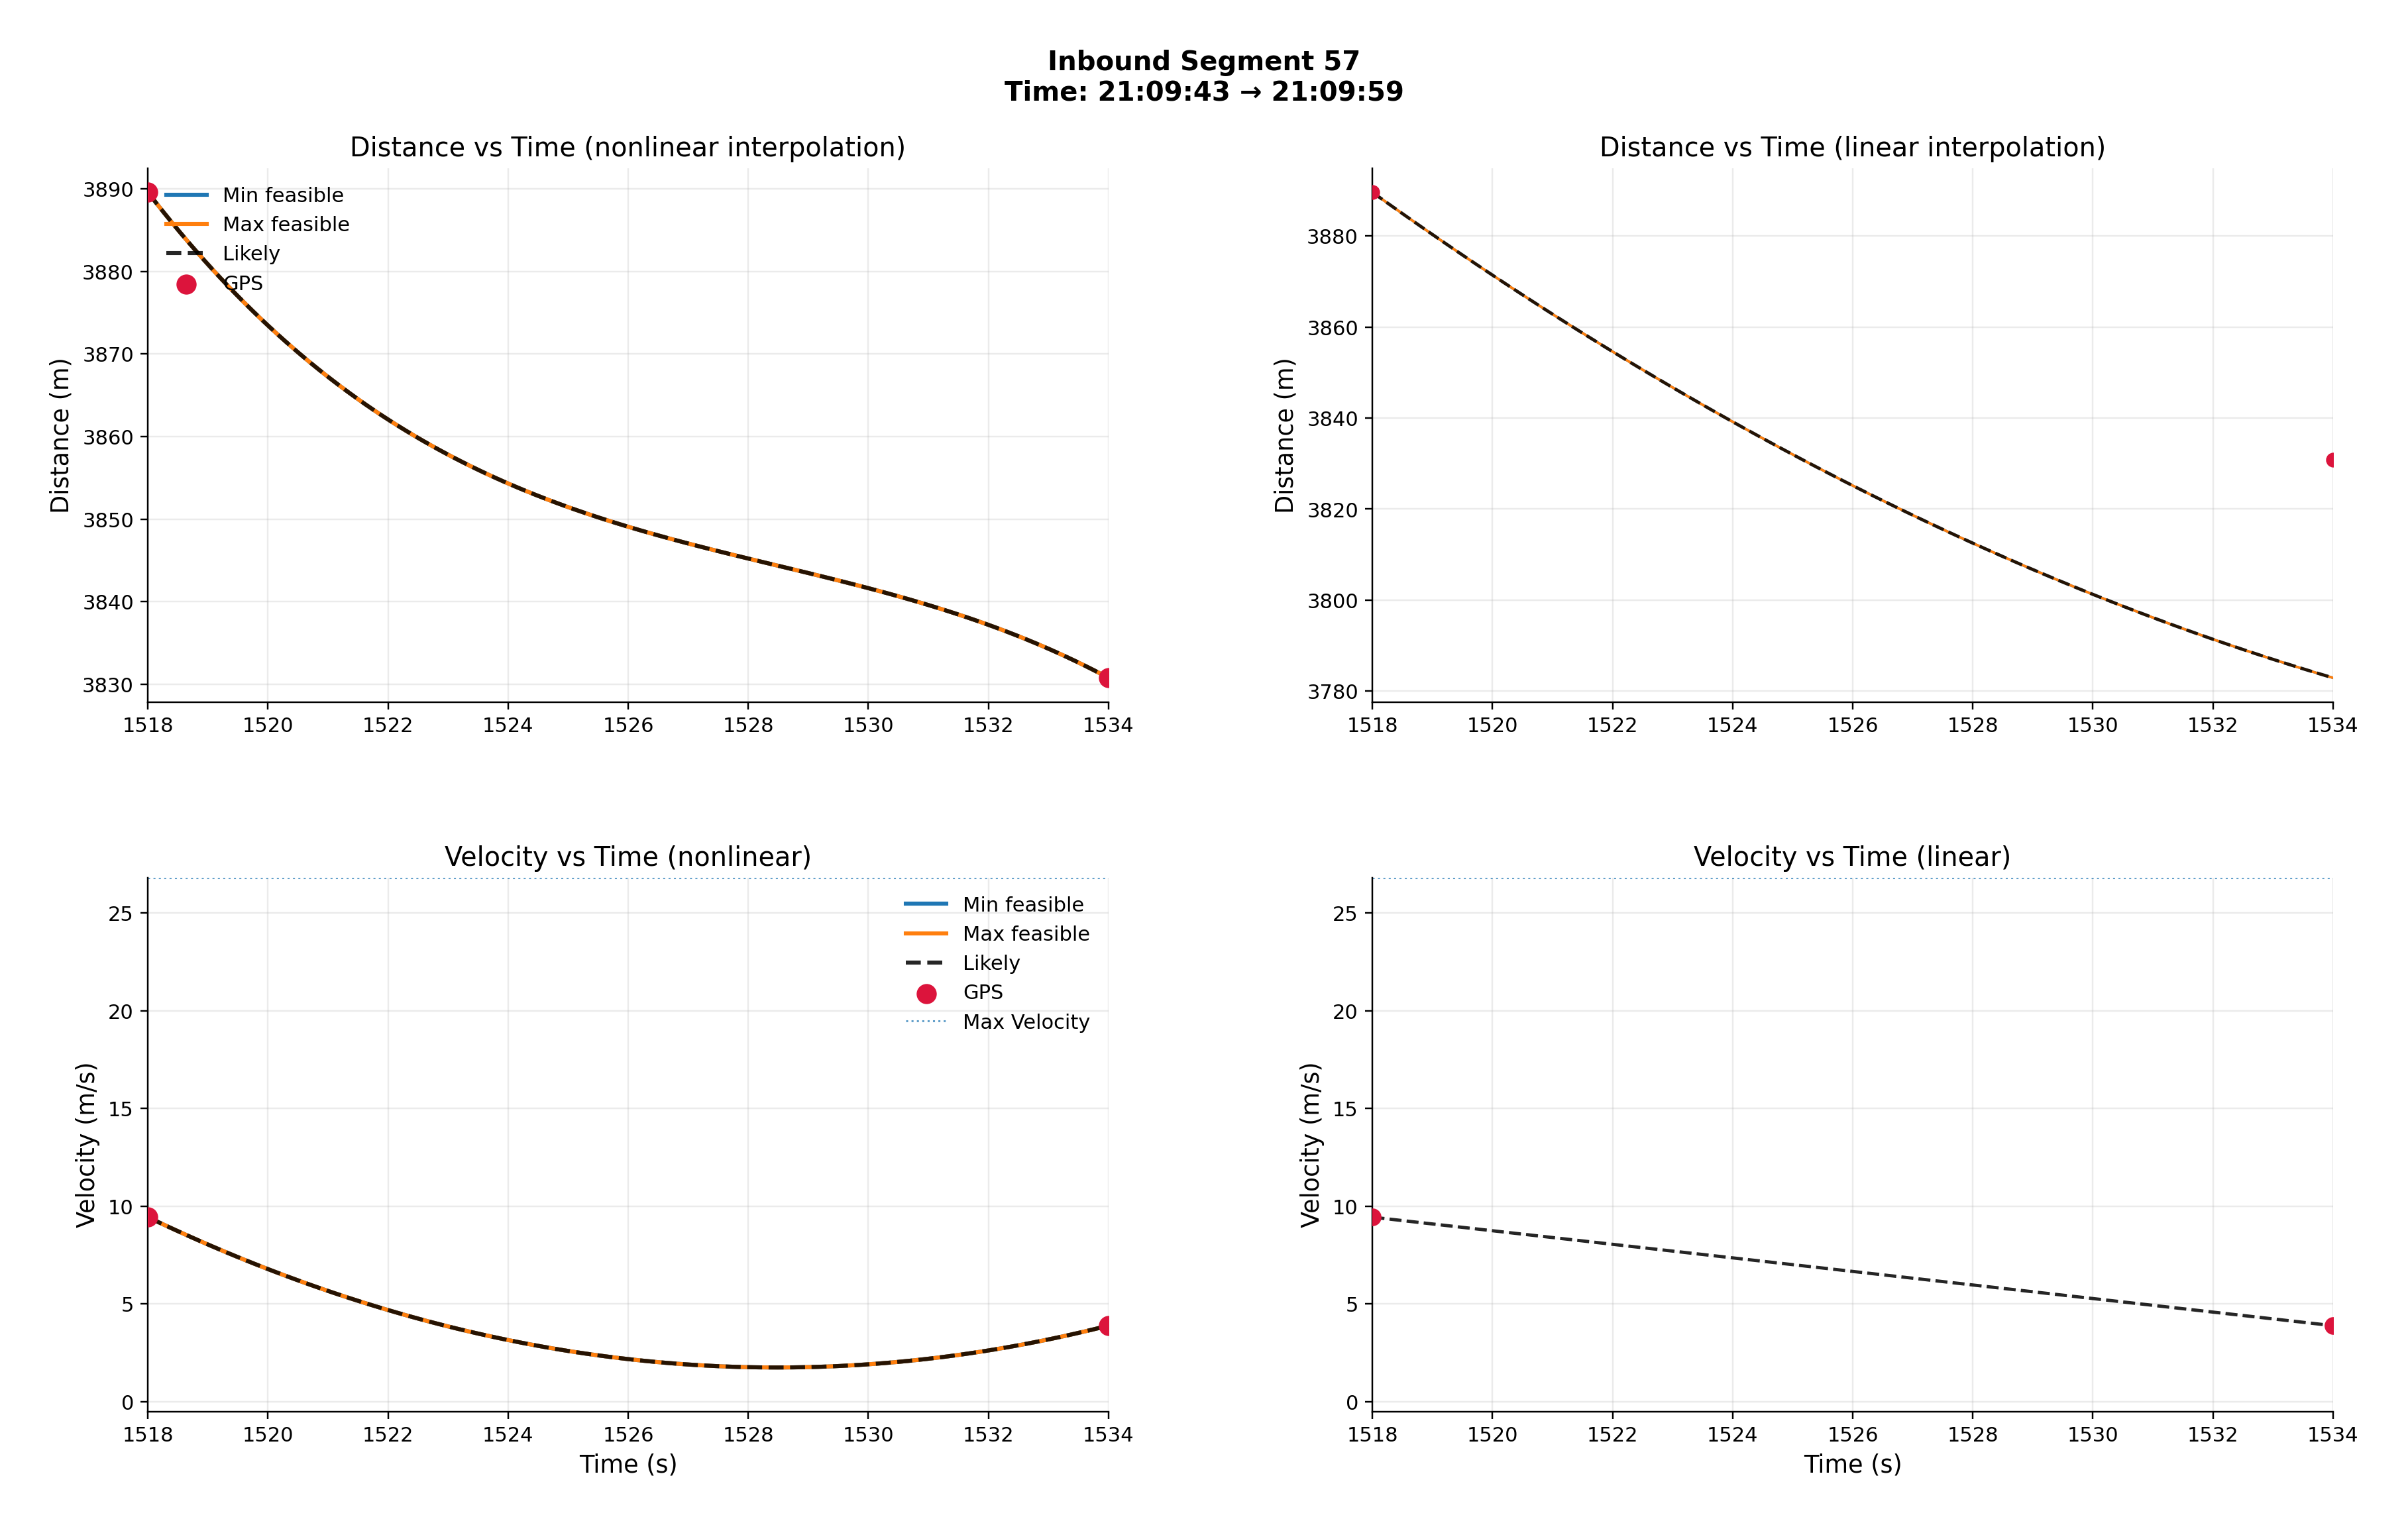 Inbound Segment 57
Time: 21:09:43 → 21:09:59
Distance vs Time (nonlinear interpolation)
Distance (m)
3890
3880
3870
3860
3850
3840
3830
Min feasible
Max feasible
Likely
GPS
1518 1520 1522 1524 1526 1528 1530 1532 1534
Distance vs Time (linear interpolation)
Distance (m)
3880
3860
3840
3820
3800
3780
1518 1520 1522 1524 1526 1528 1530 1532 1534
Velocity vs Time (nonlinear)
Velocity (m/s)
25
20
15
10
5
0
Min feasible
Max feasible
Likely
GPS
Max Velocity
1518 1520 1522 1524 1526 1528 1530 1532 1534
Time (s)
Velocity vs Time (linear)
Velocity (m/s)
25
20
15
10
5
0
1518 1520 1522 1524 1526 1528 1530 1532 1534
Time (s)